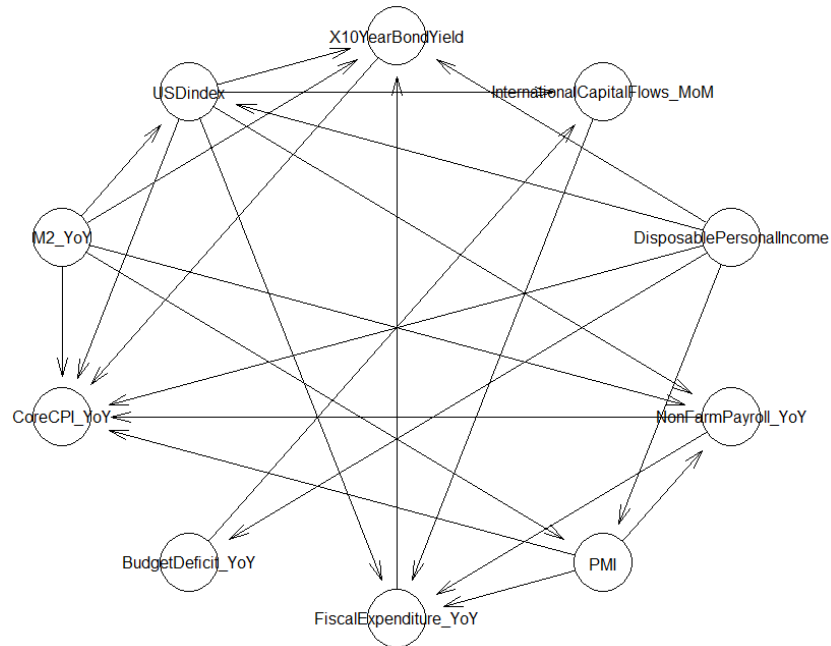 X10YearBondYield
USDindex
InternationalCapitalFlows_MoM
M2_YoY
DisposablePersonalIncome
CoreCPI_YoY
NonFarmPayroll_YoY
BudgetDeficit_YoY
PMI
FiscalExpenditure_YoY